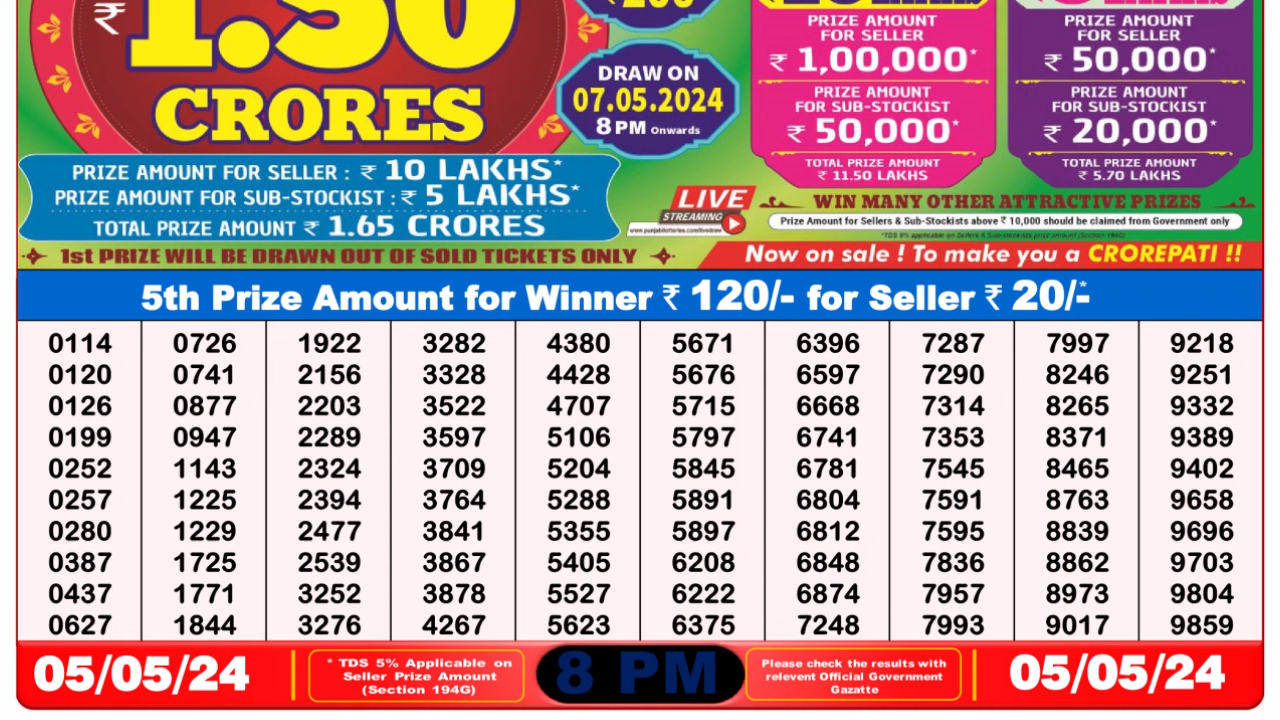 ₹ 1.50
CRORES
PRIZE AMOUNT FOR SELLER : ₹ 10 LAKHS*
PRIZE AMOUNT FOR SUB-STOCKIST : ₹ 5 LAKHS*
TOTAL PRIZE AMOUNT ₹ 1.65 CRORES
DRAW ON
07.05.2024
8 PM Onwards
PRIZE AMOUNT
FOR SELLER
₹ 1,00,000*
PRIZE AMOUNT
FOR SUB-STOCKIST
₹ 50,000*
TOTAL PRIZE AMOUNT
₹ 11.50 LAKHS
PRIZE AMOUNT
FOR SELLER
₹ 50,000*
PRIZE AMOUNT
FOR SUB-STOCKIST
₹ 20,000*
TOTAL PRIZE AMOUNT
₹ 5.70 LAKHS
LIVE
STREAMING
www.punjablotteries.com/livedraw
WIN MANY OTHER ATTRACTIVE PRIZES
Prize Amount for Sellers & Sub-Stockists above ₹ 10,000 should be claimed from Government only
1st PRIZE WILL BE DRAWN OUT OF SOLD TICKETS ONLY
Now on sale ! To make you a CROREPATI !!
5th Prize Amount for Winner ₹ 120/- for Seller ₹ 20/-*
0114 0726 1922 3282 4380 5671 6396 7287 7997 9218
0120 0741 2156 3328 4428 5676 6597 7290 8246 9251
0126 0877 2203 3522 4707 5715 6668 7314 8265 9332
0199 0947 2289 3597 5106 5797 6741 7353 8371 9389
0252 1143 2324 3709 5204 5845 6781 7545 8465 9402
0257 1225 2394 3764 5288 5891 6804 7591 8763 9658
0280 1229 2477 3841 5355 5897 6812 7595 8839 9696
0387 1725 2539 3867 5405 6208 6848 7836 8862 9703
0437 1771 3252 3878 5527 6222 6874 7957 8973 9804
0627 1844 3276 4267 5623 6375 7248 7993 9017 9859
05/05/24
* TDS 5% Applicable on
Seller Prize Amount
(Section 194G)
8 PM
Please check the results with
relevent Official Government
Gazatte
05/05/24